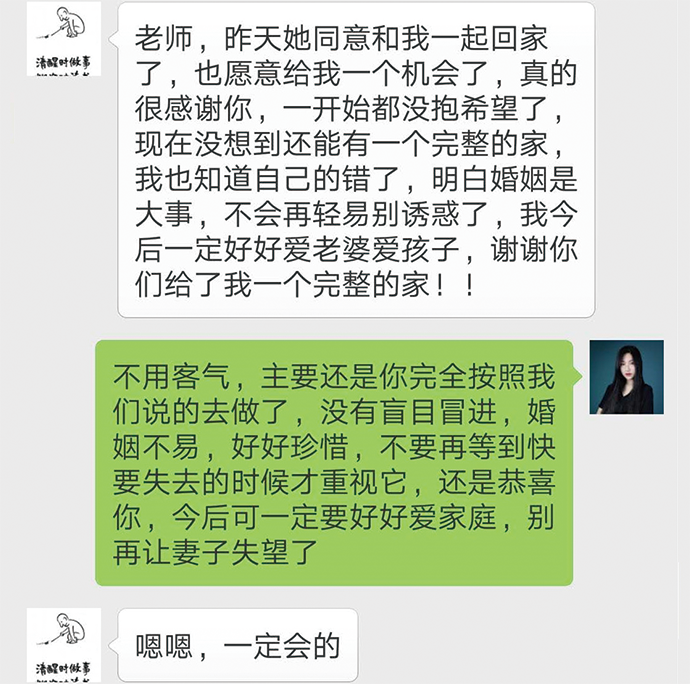 清醒时做事
老师，昨天她同意和我一起回家
了，也愿意给我一个机会了，真的
很感谢你，一开始都没抱希望了，
现在没想到还能有一个完整的家，
我也知道自己的错了，明白婚姻是
大事，不会再轻易别诱惑了，我今
后一定好好爱老婆爱孩子，谢谢你
们给了我一个完整的家！！
不用客气，主要还是你完全按照我
们说的去做了，没有盲目冒进，婚
姻不易，好好珍惜，不要再等到快
要失去的时候才重视它，还是恭喜
你，今后可一定要好好爱家庭，别
再让妻子失望了
清醒时做事
嗯嗯，一定会的